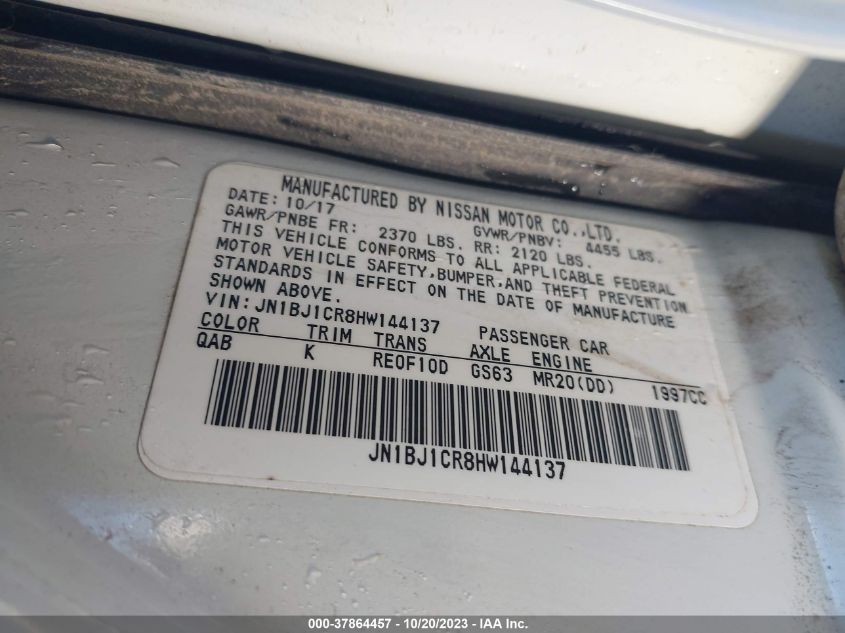 MANUFACTURED BY NISSAN MOTOR CO.,LTD.
DATE: 10/17 GVWR/PNBV: 4455 LBS.
GAWR/PNBE FR: 2370 LBS. RR: 2120 LBS.
THIS VEHICLE CONFORMS TO ALL APPLICABLE FEDERAL
MOTOR VEHICLE SAFETY,BUMPER,AND THEFT PREVENTION
STANDARDS IN EFFECT ON THE DATE OF MANUFACTURE
SHOWN ABOVE.
VIN: JN1BJ1CR8HW144137 PASSENGER CAR
COLOR TRIM TRANS AXLE ENGINE
QAB K RE0F10D GS63 MR20(DD) 1997CC
JN1BJ1CR8HW144137
000-37864457 - 10/20/2023 - IAA Inc.